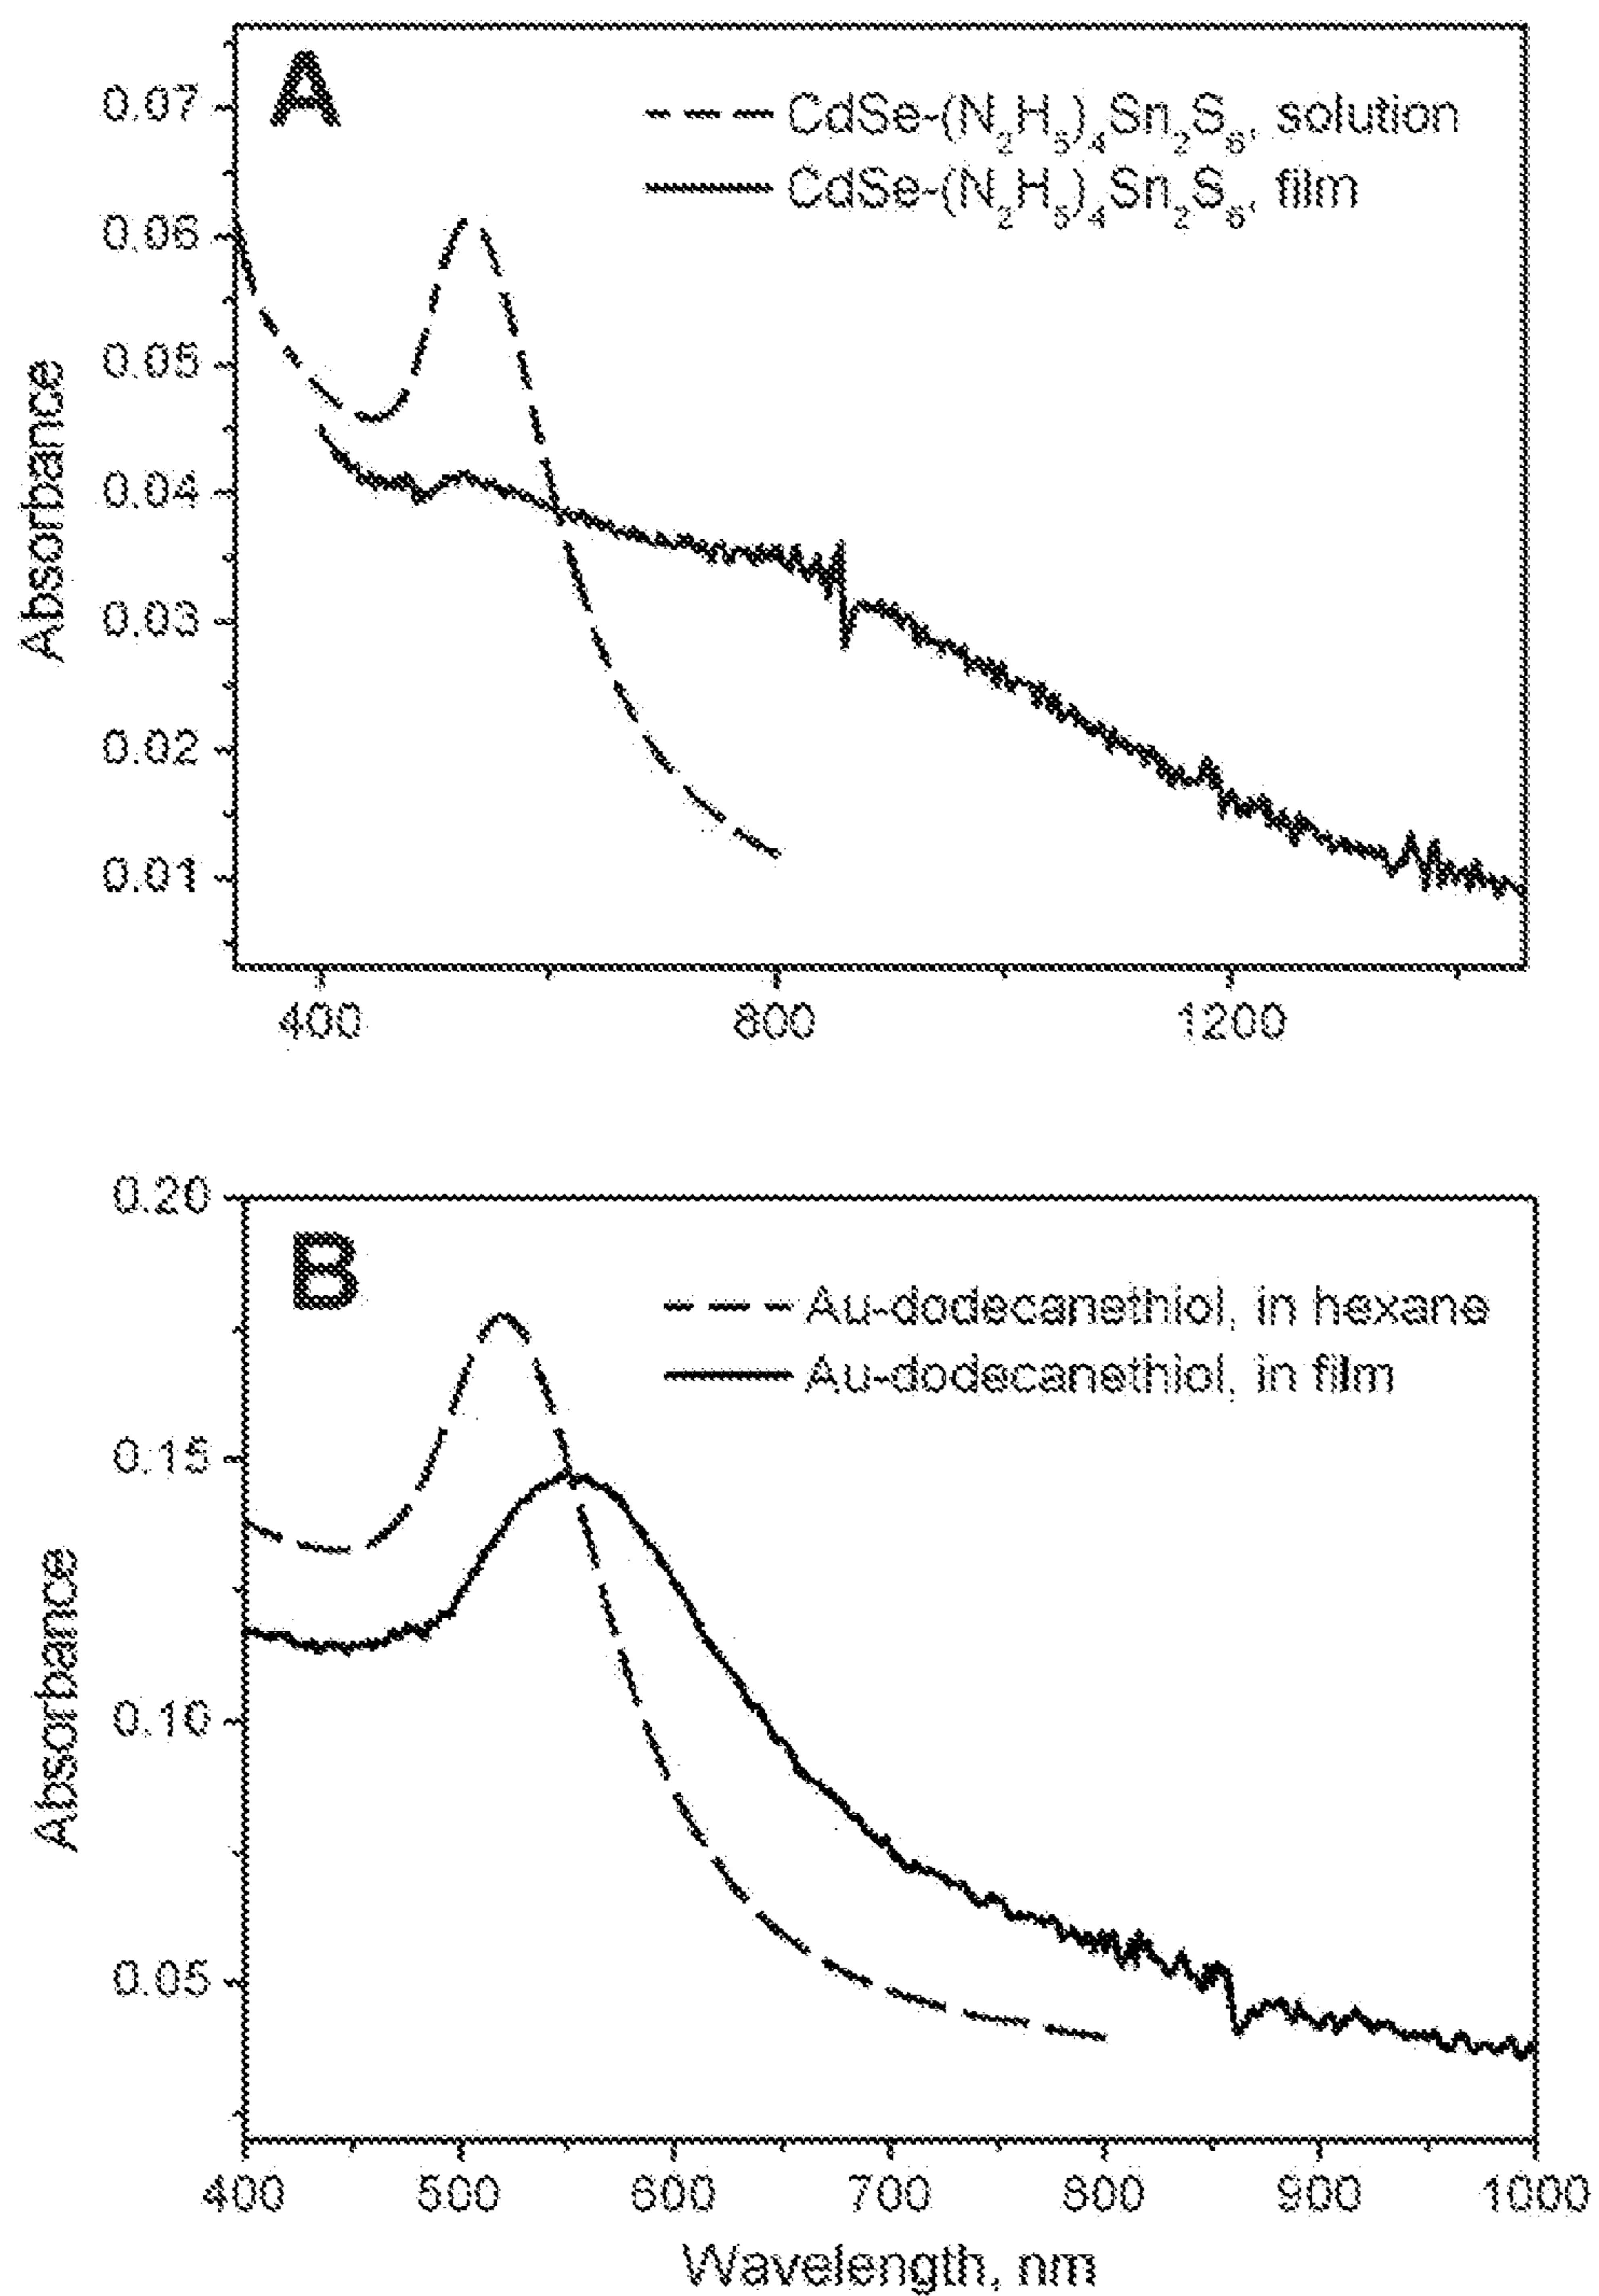 A
CdSe-(N₂H₅)₄Sn₂S₆, solution
CdSe-(N₂H₅)₄Sn₂S₆, film
0.07
0.06
0.05
0.04
0.03
0.02
0.01
Absorbance
400 800 1200
B
Au-dodecanethiol, in hexane
Au-dodecanethiol, in film
0.20
0.15
0.10
0.05
Absorbance
400 500 600 700 800 900 1000
Wavelength, nm